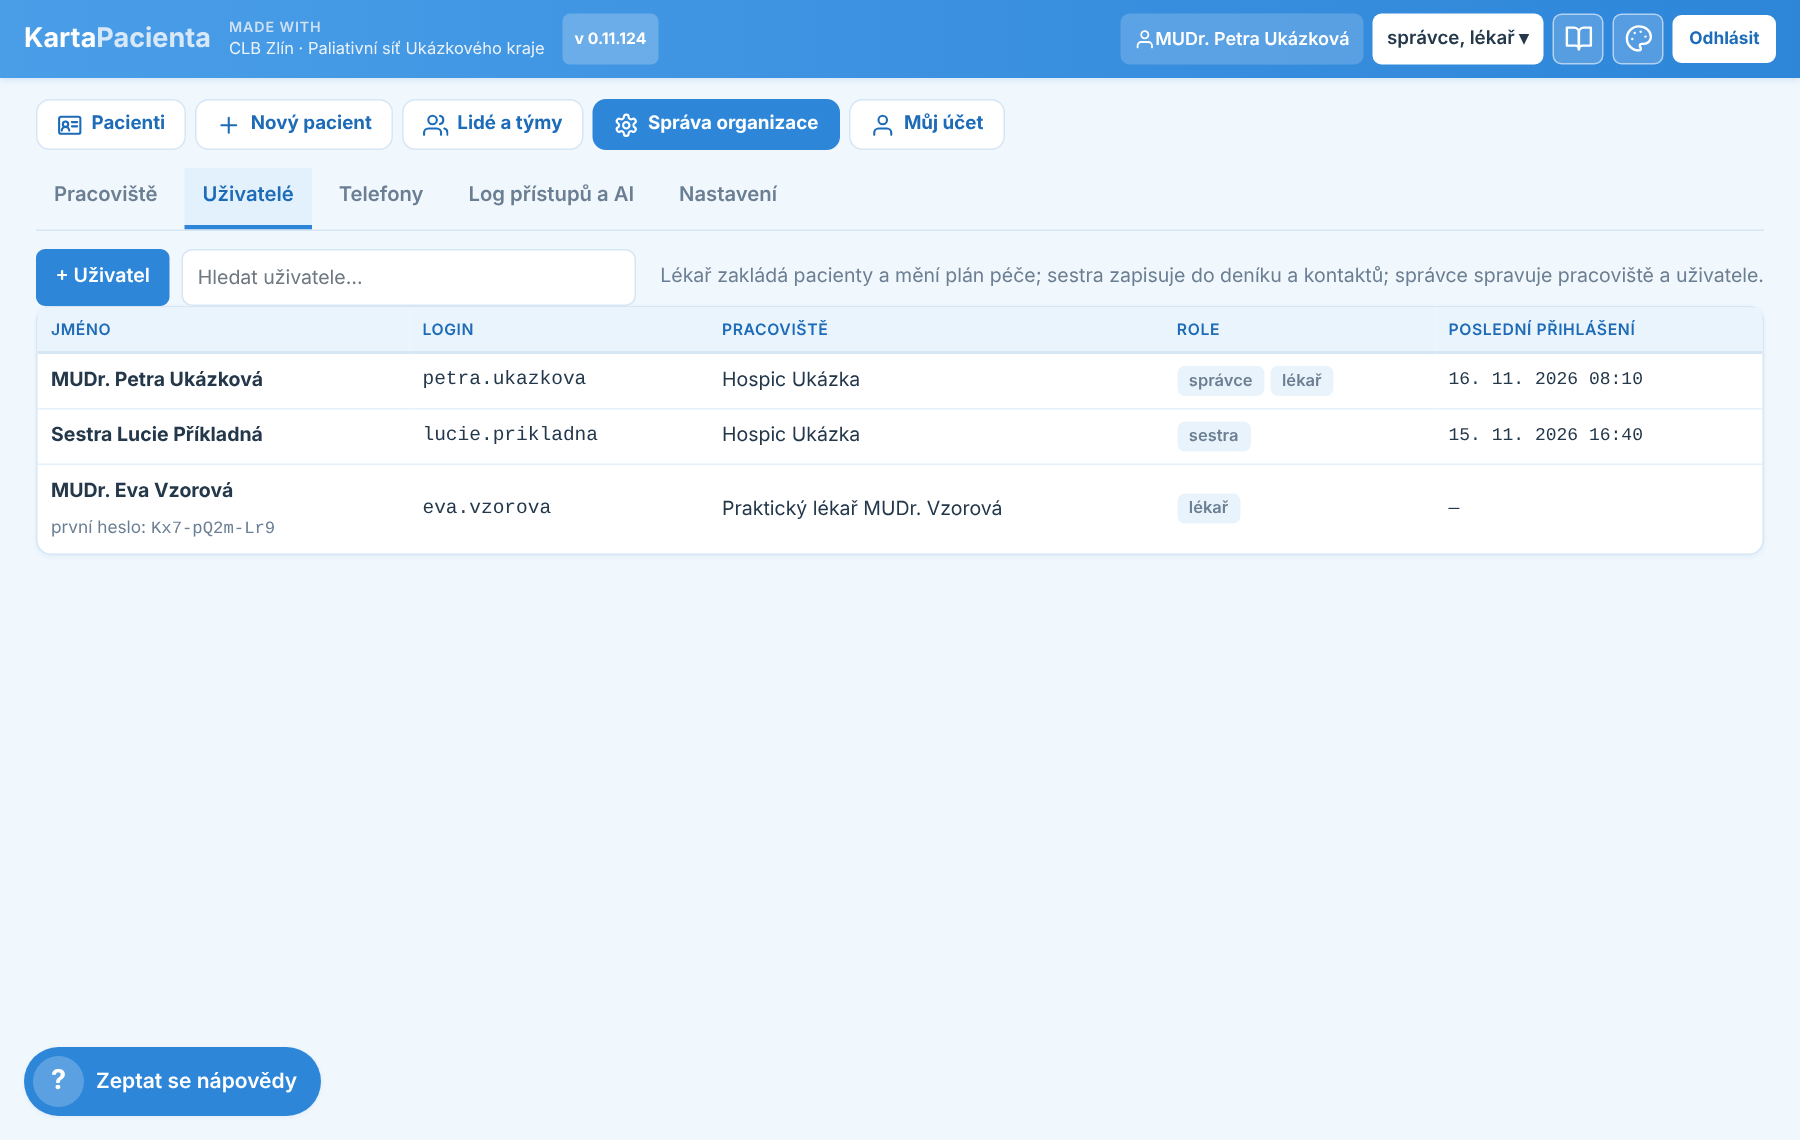 KartaPacienta
MADE WITH
CLB Zlín · Paliativní síť Ukázkového kraje
v 0.11.124
MUDr. Petra Ukázková
správce, lékař ▾
Odhlásit
Pacienti
Nový pacient
Lidé a týmy
Správa organizace
Můj účet
Pracoviště
Uživatelé
Telefony
Log přístupů a AI
Nastavení
+ Uživatel
Hledat uživatele...
Lékař zakládá pacienty a mění plán péče; sestra zapisuje do deníku a kontaktů; správce spravuje pracoviště a uživatele.
JMÉNO LOGIN PRACOVIŠTĚ ROLE POSLEDNÍ PŘIHLÁŠENÍ
MUDr. Petra Ukázková petra.ukazkova Hospic Ukázka správce lékař 16. 11. 2026 08:10
Sestra Lucie Příkladná lucie.prikladna Hospic Ukázka sestra 15. 11. 2026 16:40
MUDr. Eva Vzorová eva.vzorova Praktický lékař MUDr. Vzorová lékař –
první heslo: Kx7-pQ2m-Lr9
? Zeptat se nápovědy